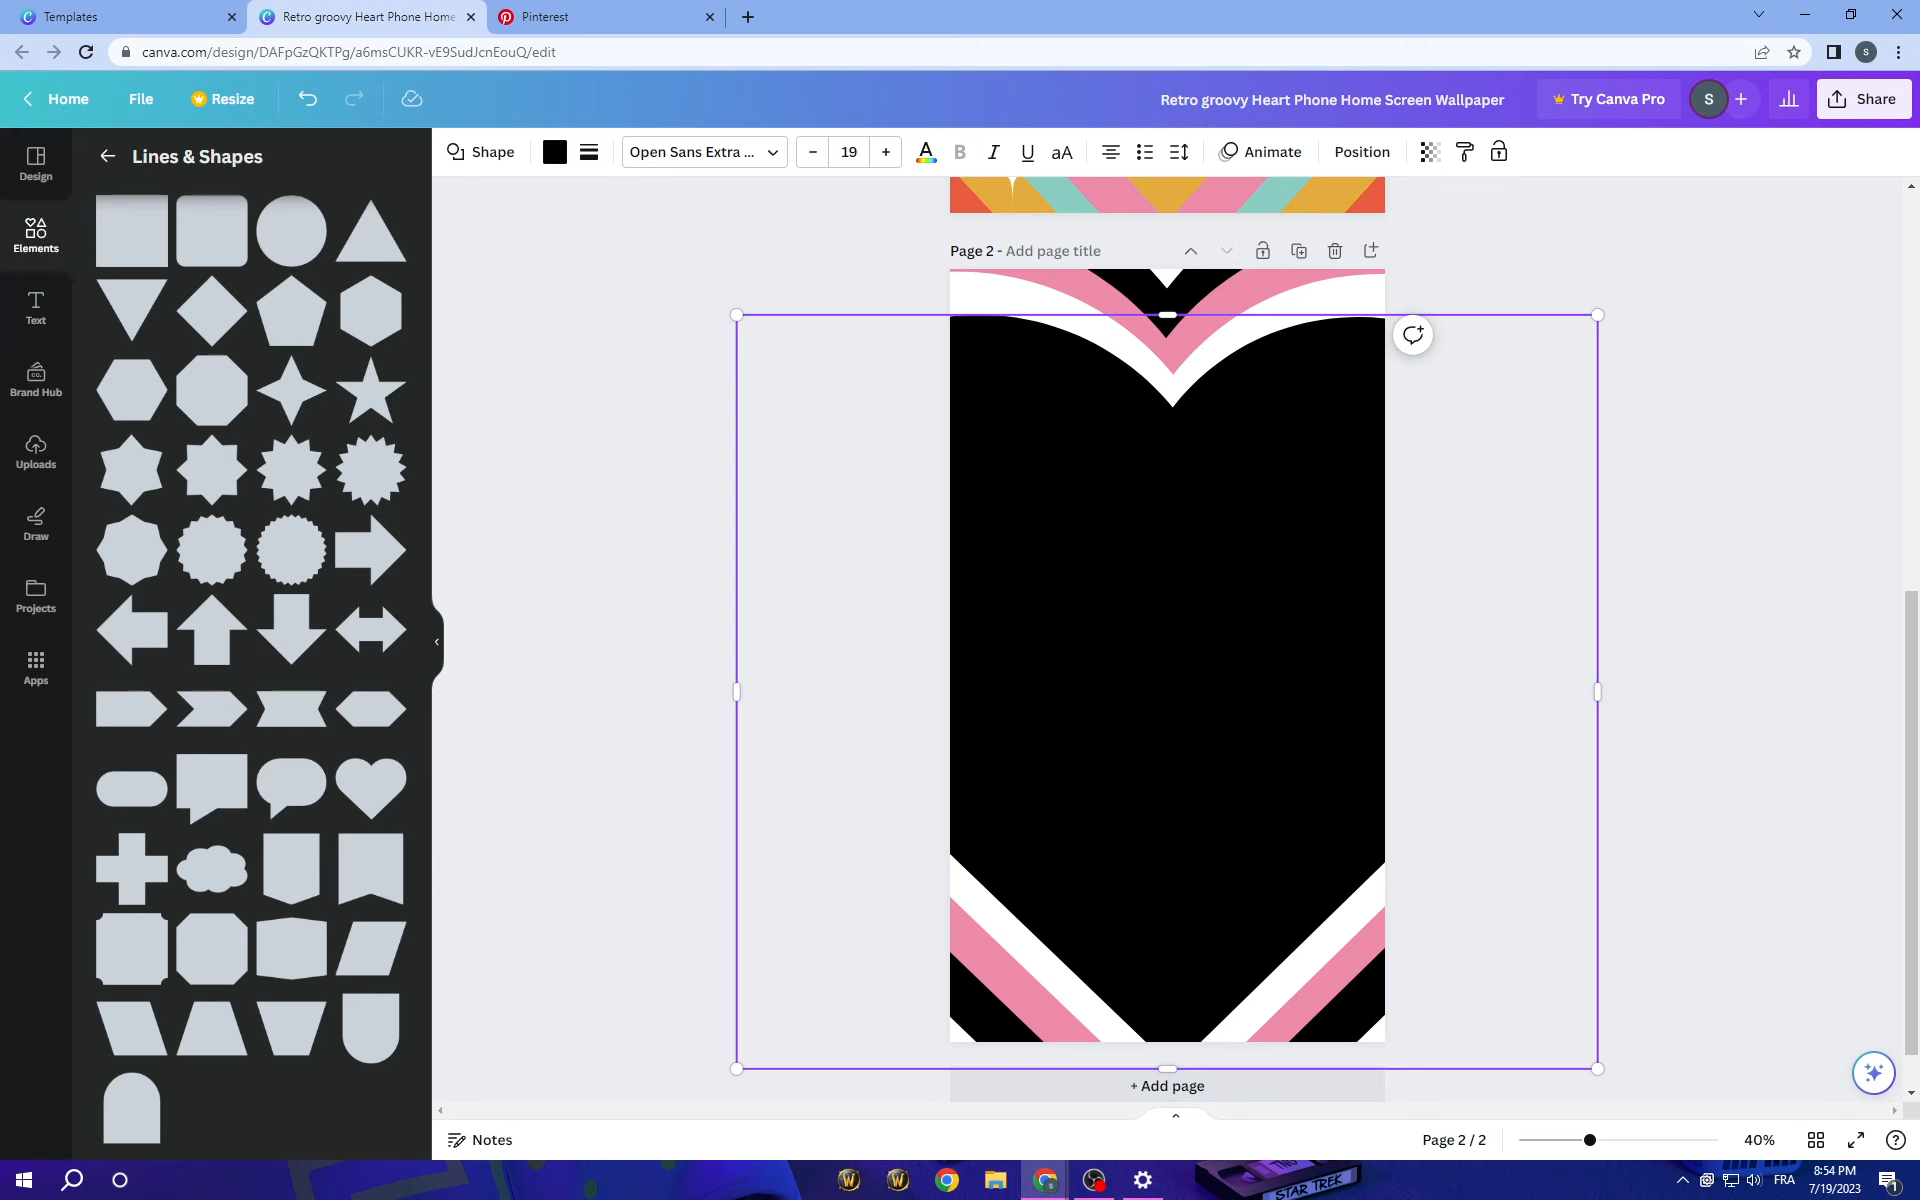 Templates
Retro groovy Heart Phone Home
Pinterest
canva.com/design/DAFpGzQKTPg/a6msCUKR-vE9SudJcnEouQ/edit
S
Home
File
Resize
Retro groovy Heart Phone Home Screen Wallpaper
Try Canva Pro
S
Share
Lines & Shapes
Shape
Open Sans Extra ...
19
A
B
I
U
aA
Animate
Position
Design
Elements
Text
Brand Hub
Uploads
Draw
Projects
Apps
Page 2 - Add page title
+ Add page
Notes
Page 2 / 2
40%
STAR TREK
FRA
8:54 PM
7/19/2023
1